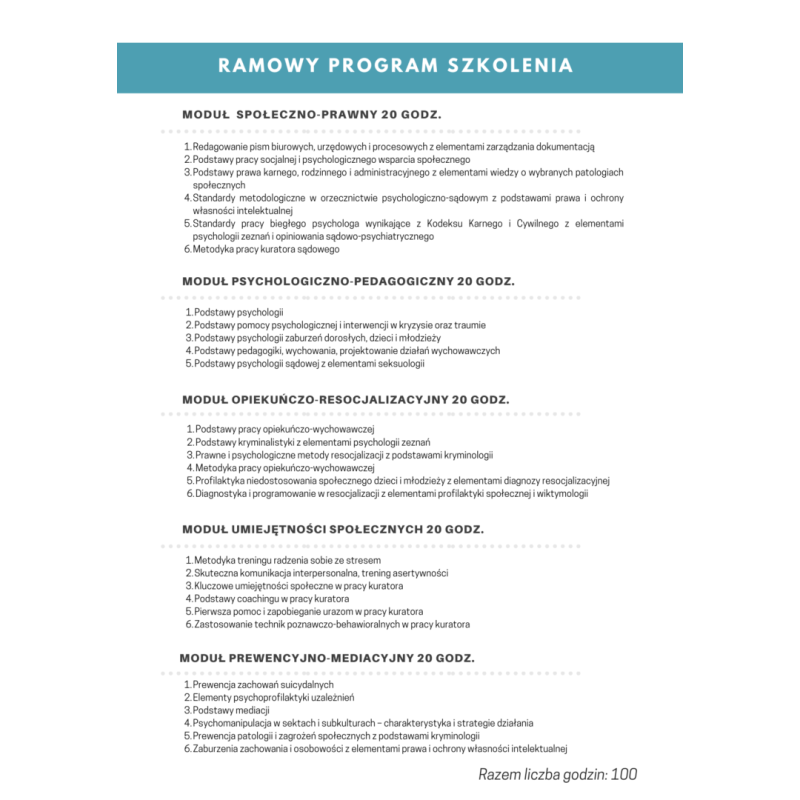 RAMOWY PROGRAM SZKOLENIA
MODUŁ SPOŁECZNO-PRAWNY 20 GODZ.
1. Redagowanie pism biurowych, urzędowych i procesowych z elementami zarządzania dokumentacją
2. Podstawy pracy socjalnej i psychologicznego wsparcia społecznego
3. Podstawy prawa karnego, rodzinnego i administracyjnego z elementami wiedzy o wybranych patologiach
społecznych
4. Standardy metodologiczne w orzecznictwie psychologiczno-sądowym z podstawami prawa i ochrony
własności intelektualnej
5. Standardy pracy biegłego psychologa wynikające z Kodeksu Karnego i Cywilnego z elementami
psychologii zeznań i opiniowania sądowo-psychiatrycznego
6. Metodyka pracy kuratora sądowego
MODUŁ PSYCHOLOGICZNO-PEDAGOGICZNY 20 GODZ.
1. Podstawy psychologii
2. Podstawy pomocy psychologicznej i interwencji w kryzysie oraz traumie
3. Podstawy psychologii zaburzeń dorosłych, dzieci i młodzieży
4. Podstawy pedagogiki, wychowania, projektowanie działań wychowawczych
5. Podstawy psychologii sądowej z elementami seksuologii
MODUŁ OPIEKUŃCZO-RESOCJALIZACYJNY 20 GODZ.
1. Podstawy pracy opiekuńczo-wychowawczej
2. Podstawy kryminalistyki z elementami psychologii zeznań
3. Prawne i psychologiczne metody resocjalizacji z podstawami kryminologii
4. Metodyka pracy opiekuńczo-wychowawczej
5. Profilaktyka niedostosowania społecznego dzieci i młodzieży z elementami diagnozy resocjalizacyjnej
6. Diagnostyka i programowanie w resocjalizacji z elementami profilaktyki społecznej i wiktymologii
MODUŁ UMIEJĘTNOŚCI SPOŁECZNYCH 20 GODZ.
1. Metodyka treningu radzenia sobie ze stresem
2. Skuteczna komunikacja interpersonalna, trening asertywności
3. Kluczowe umiejętności społeczne w pracy kuratora
4. Podstawy coachingu w pracy kuratora
5. Pierwsza pomoc i zapobieganie urazom w pracy kuratora
6. Zastosowanie technik poznawczo-behawioralnych w pracy kuratora
MODUŁ PREWENCYJNO-MEDIACYJNY 20 GODZ.
1. Prewencja zachowań suicydalnych
2. Elementy psychoprofilaktyki uzależnień
3. Podstawy mediacji
4. Psychomanipulacja w sektach i subkulturach – charakterystyka i strategie działania
5. Prewencja patologii i zagrożeń społecznych z podstawami kryminologii
6. Zaburzenia zachowania i osobowości z elementami prawa i ochrony własności intelektualnej
Razem liczba godzin: 100